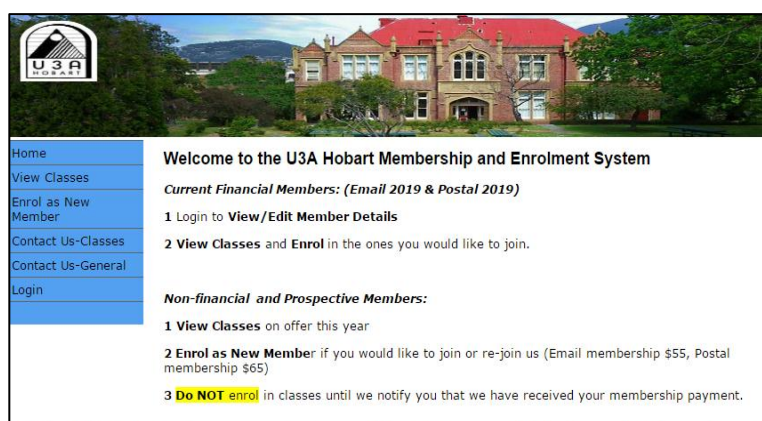 U3A
HOBART
Home
View Classes
Enrol as New
Member
Contact Us-Classes
Contact Us-General
Login
Welcome to the U3A Hobart Membership and Enrolment System
Current Financial Members: (Email 2019 & Postal 2019)
1 Login to View/Edit Member Details
2 View Classes and Enrol in the ones you would like to join.
Non-financial and Prospective Members:
1 View Classes on offer this year
2 Enrol as New Member if you would like to join or re-join us (Email membership $55, Postal
membership $65)
3 Do NOT enrol in classes until we notify you that we have received your membership payment.